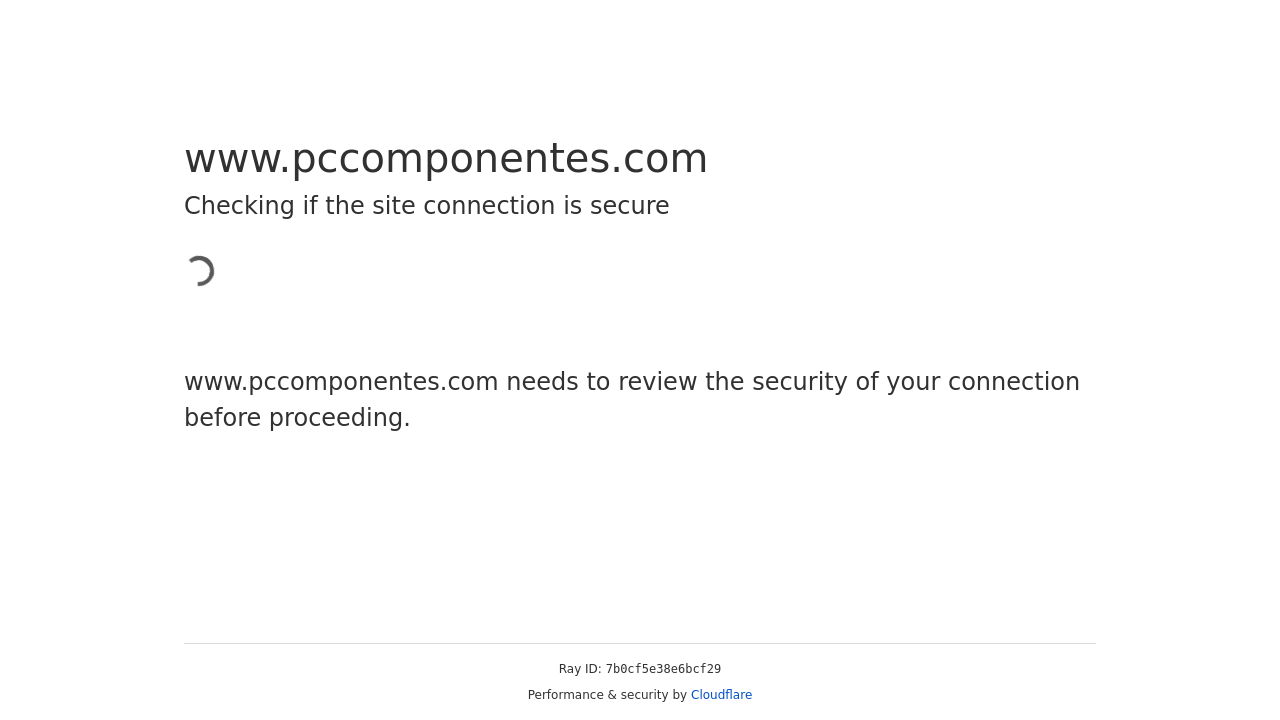 www.pccomponentes.com
Checking if the site connection is secure
www.pccomponentes.com needs to review the security of your connection
before proceeding.
Ray ID: 7b0cf5e38e6bcf29
Performance & security by Cloudflare